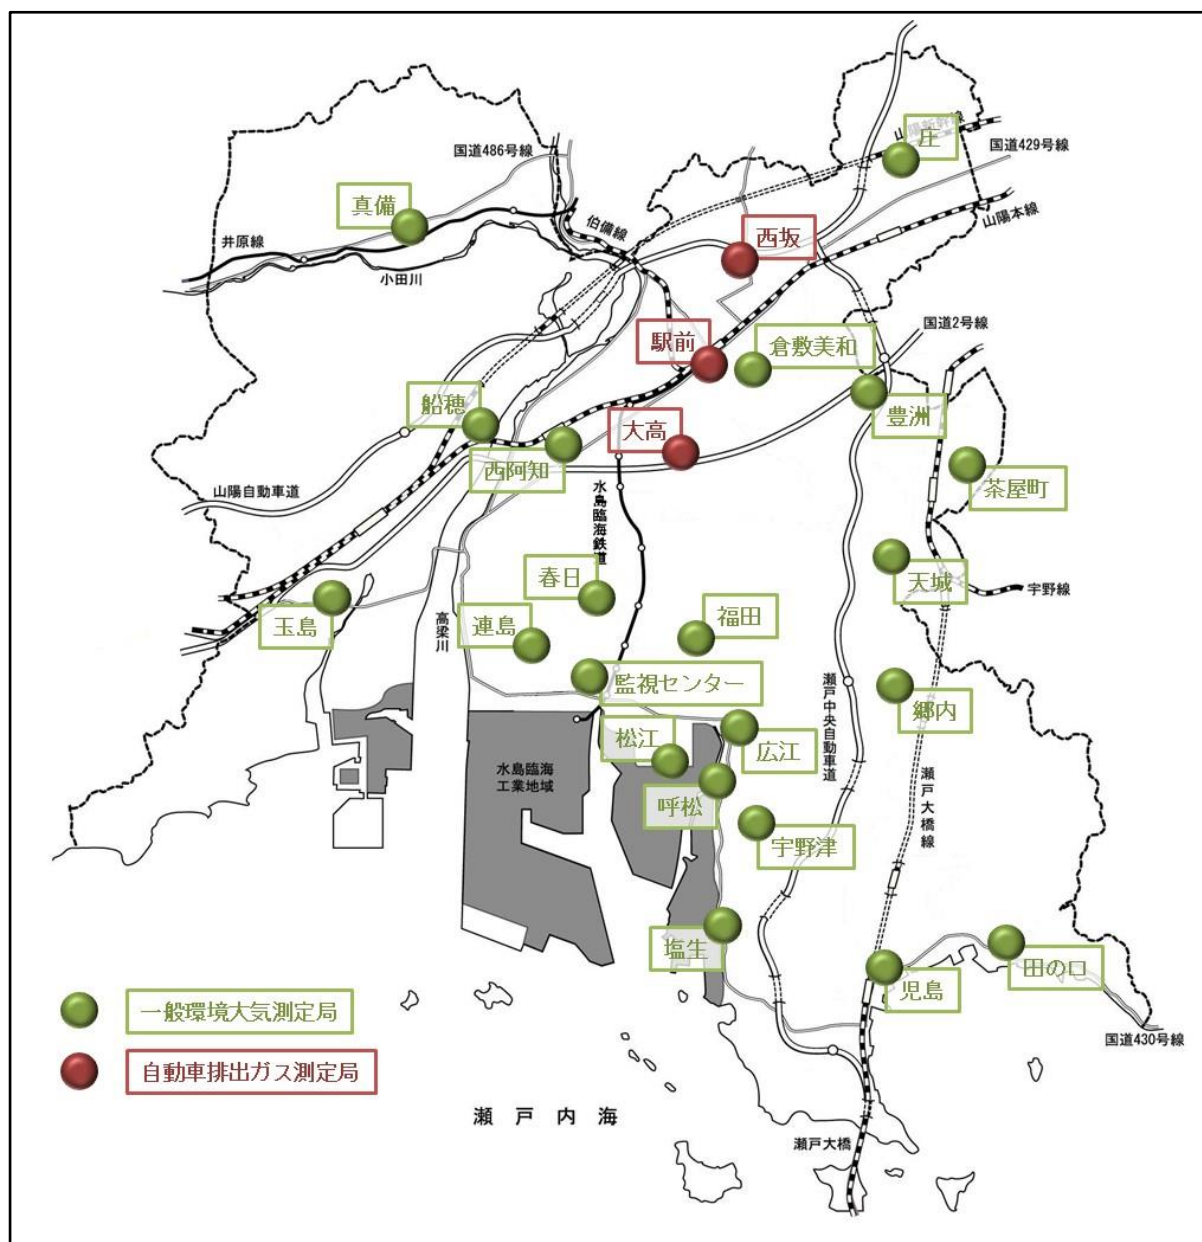 庄
山陽新幹線
国道429号線
国道486号線
真備
伯備線
西坂
山陽本線
井原線
小田川
国道2号線
駅前
倉敷美和
船穂
豊洲
大高
西阿知
山陽自動車道
水島臨海鉄道
茶屋町
春日
天城
宇野線
玉島
連島
高梁川
福田
監視センター
瀬戸中央自動車道
郷内
松江
広江
水島臨海
工業地域
呼松
瀬戸大橋線
宇野津
塩生
児島
田の口
一般環境大気測定局
国道430号線
自動車排出ガス測定局
瀬戸内海
瀬戸大橋